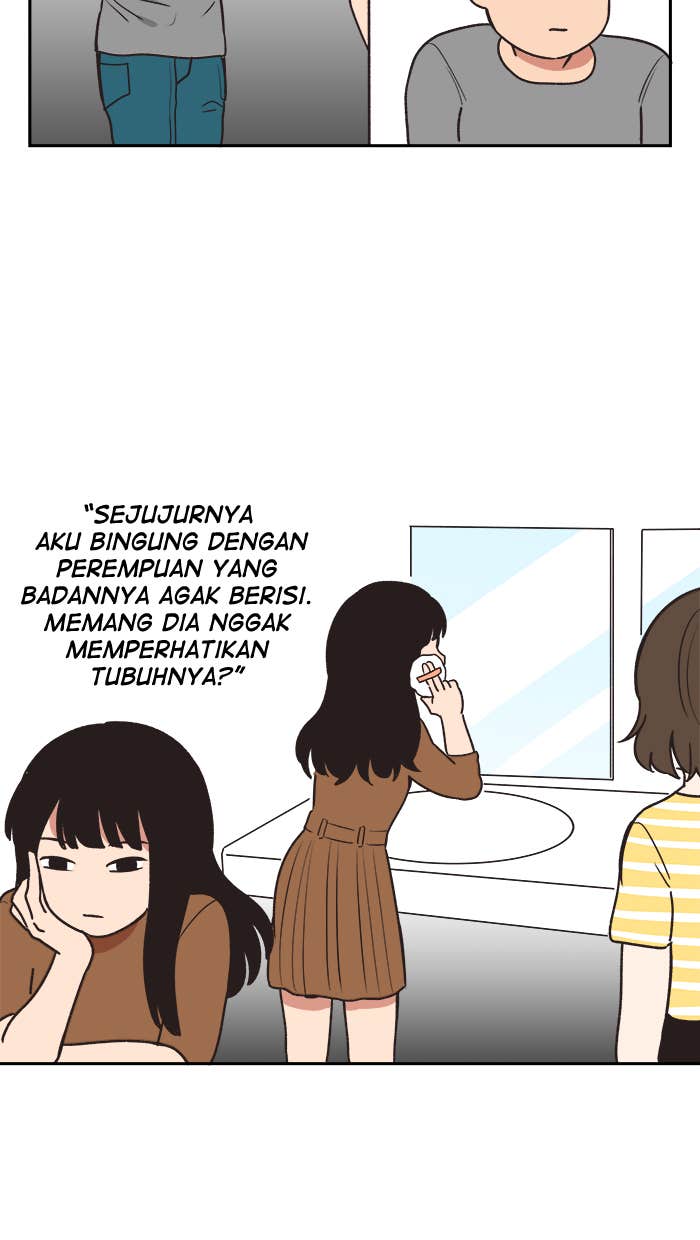 "SEJUJURNYA
AKU BINGUNG DENGAN
PEREMPUAN YANG
BADANNYA AGAK BERISI.
MEMANG DIA NGGAK
MEMPERHATIKAN
TUBUHNYA?"